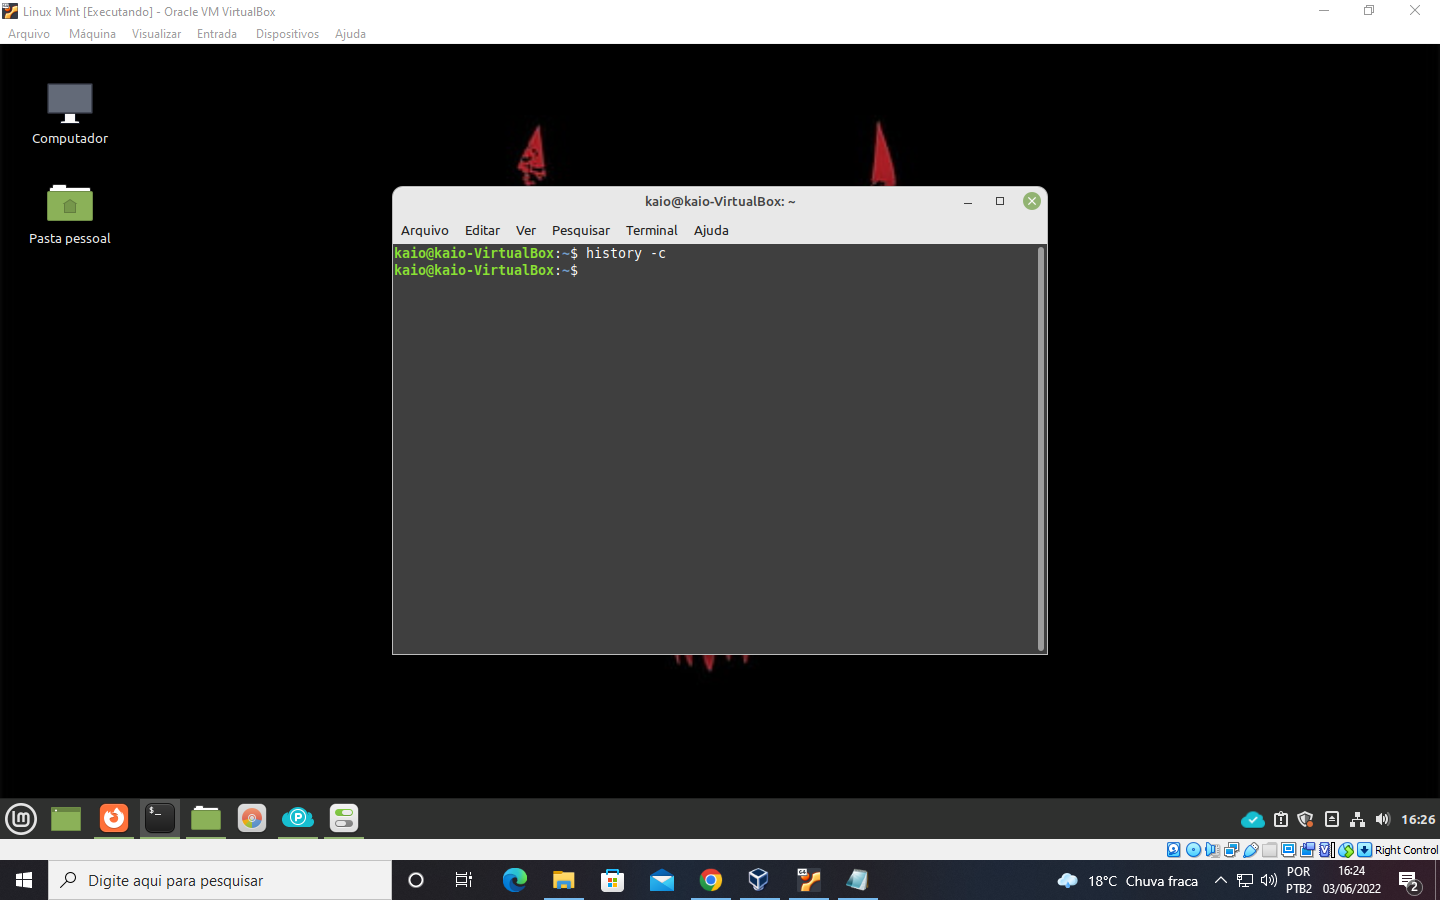 Linux Mint [Executando] - Oracle VM VirtualBox
Arquivo Máquina Visualizar Entrada Dispositivos Ajuda
Computador
Pasta pessoal
kaio@kaio-VirtualBox: ~
Arquivo Editar Ver Pesquisar Terminal Ajuda
kaio@kaio-VirtualBox:~$ history -c
kaio@kaio-VirtualBox:~$
16:26
Right Control
Digite aqui para pesquisar
18°C Chuva fraca
POR
PTB2
16:24
03/06/2022
2